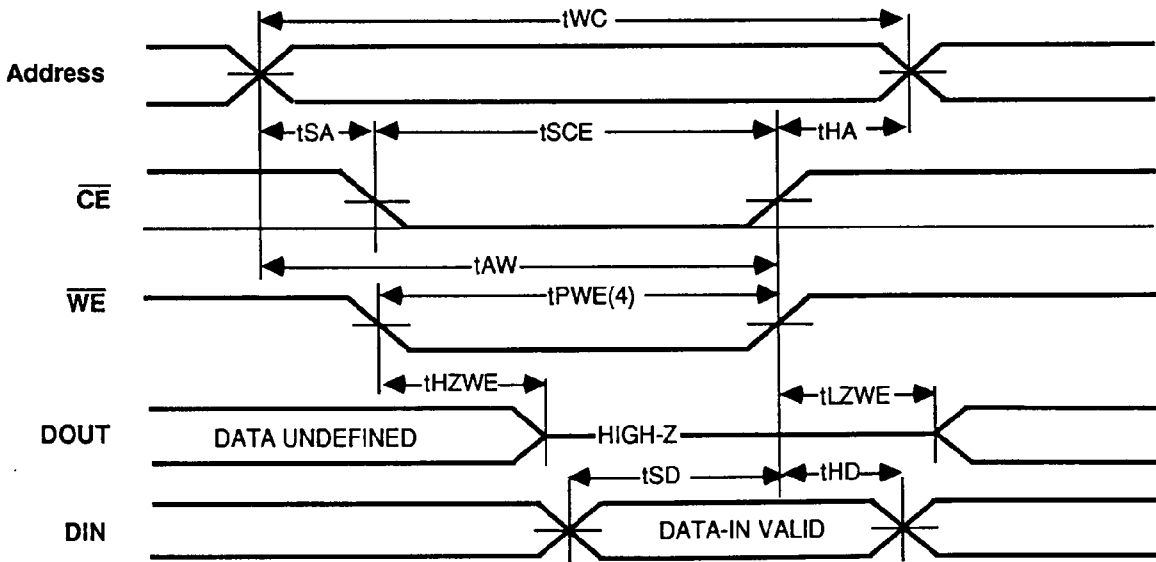 tWC
Address
tSA tSCE tHA
CE
tAW
WE
tPWE(4)
tHZWE tLZWE
DOUT DATA UNDEFINED HIGH-Z
tSD tHD
DIN DATA-IN VALID